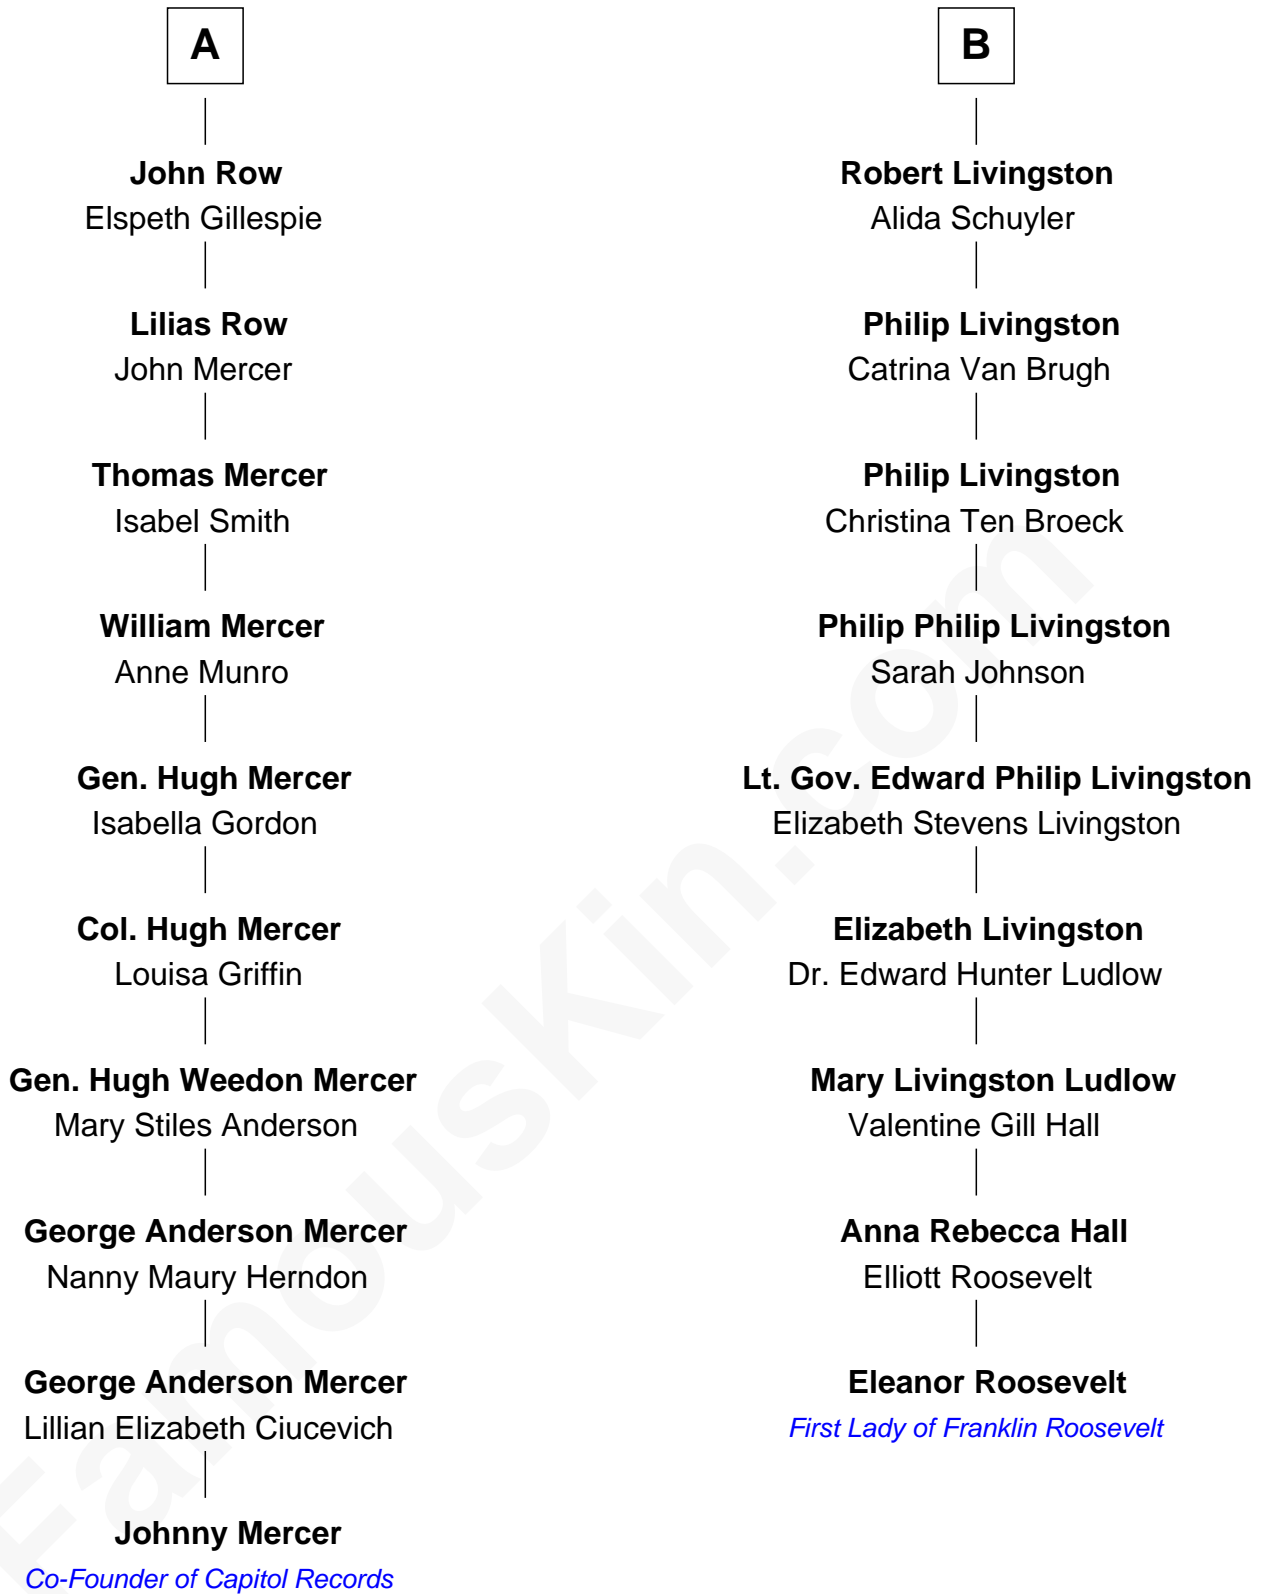 A
John Row
Elspeth Gillespie
Lilias Row
John Mercer
Thomas Mercer
Isabel Smith
William Mercer
Anne Munro
Gen. Hugh Mercer
Isabella Gordon
Col. Hugh Mercer
Louisa Griffin
Gen. Hugh Weedon Mercer
Mary Stiles Anderson
George Anderson Mercer
Nanny Maury Herndon
George Anderson Mercer
Lillian Elizabeth Ciucevich
Johnny Mercer
Co-Founder of Capitol Records
B
Robert Livingston
Alida Schuyler
Philip Livingston
Catrina Van Brugh
Philip Livingston
Christina Ten Broeck
Philip Philip Livingston
Sarah Johnson
Lt. Gov. Edward Philip Livingston
Elizabeth Stevens Livingston
Elizabeth Livingston
Dr. Edward Hunter Ludlow
Mary Livingston Ludlow
Valentine Gill Hall
Anna Rebecca Hall
Elliott Roosevelt
Eleanor Roosevelt
First Lady of Franklin Roosevelt
FamousKin.com